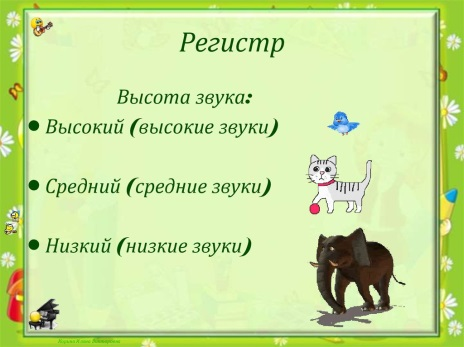 Регистр
Высота звука:
• Высокий (высокие звуки)
• Средний (средние звуки)
• Низкий (низкие звуки)